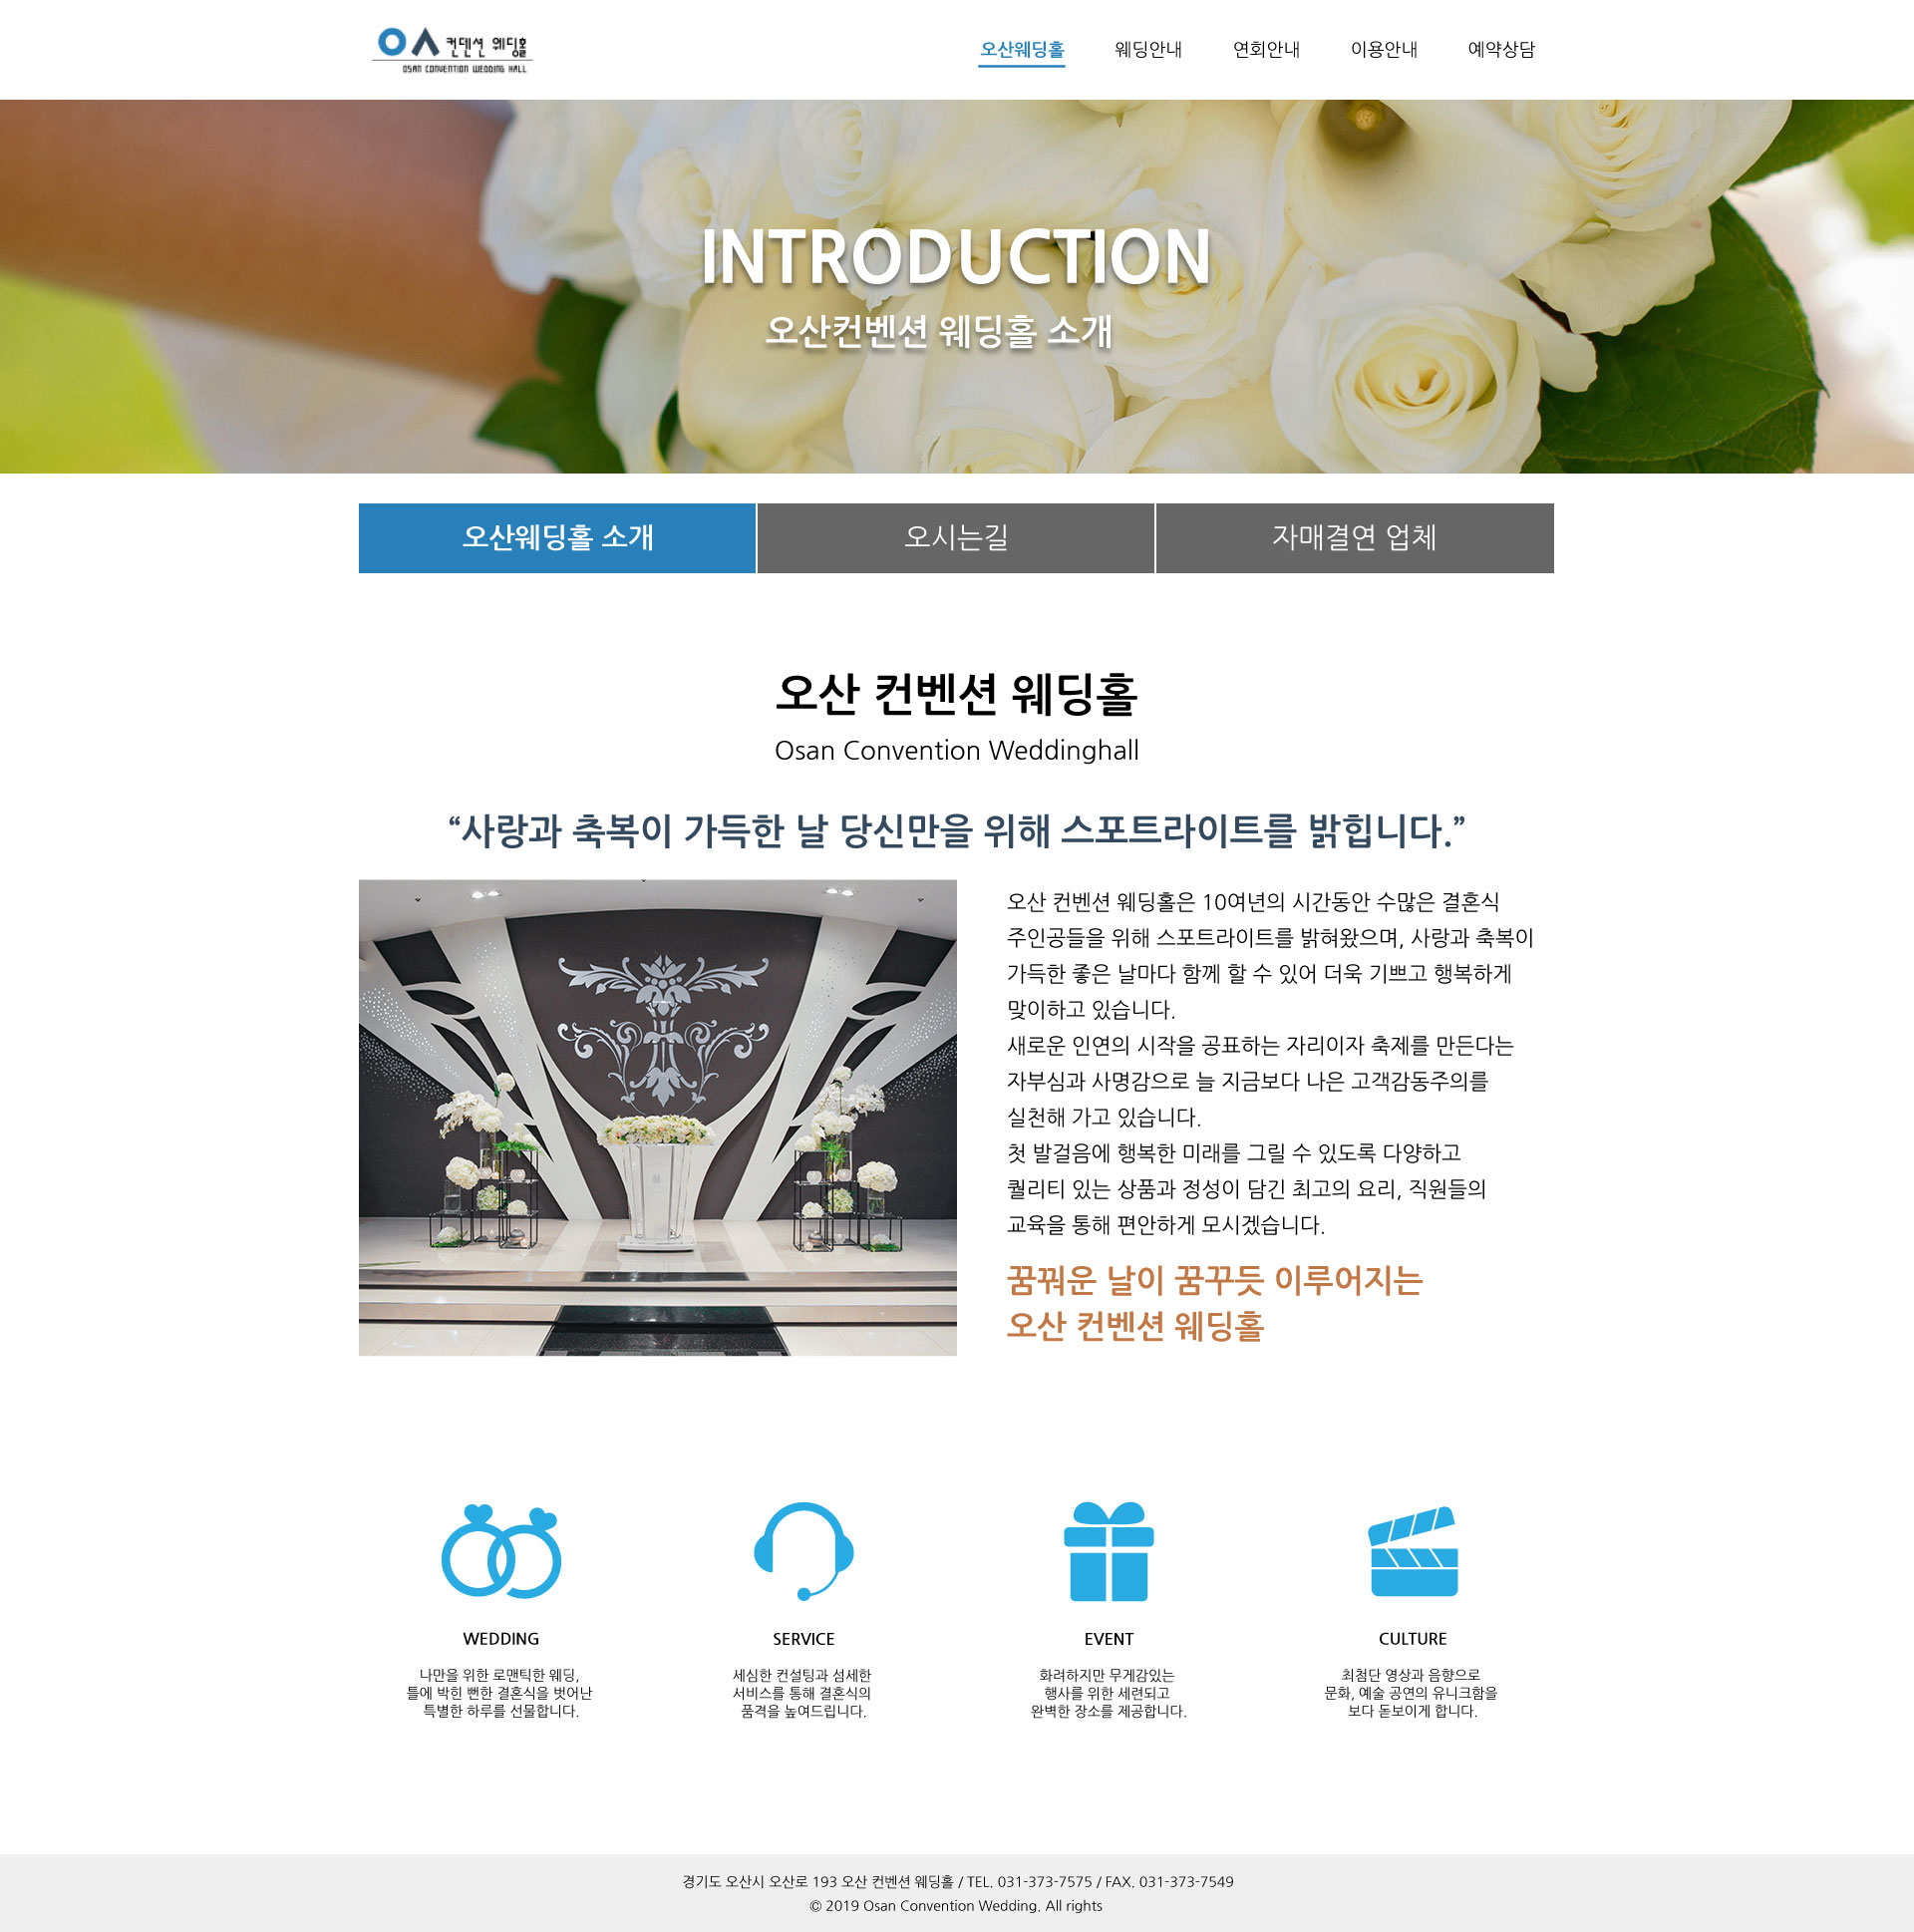 오산 컨덴션 웨딩홀
OSAN CONVENTION WEDDING HALL
오산웨딩홀 웨딩안내 연회안내 이용안내 예약상담
INTRODUCTION
오산컨벤션 웨딩홀 소개
오산웨딩홀 소개
오시는길
자매결연 업체
오산 컨벤션 웨딩홀
Osan Convention Weddinghall
“사랑과 축복이 가득한 날 당신만을 위해 스포트라이트를 밝힙니다.”
오산 컨벤션 웨딩홀은 10여년의 시간동안 수많은 결혼식
주인공들을 위해 스포트라이트를 밝혀왔으며, 사랑과 축복이
가득한 좋은 날마다 함께 할 수 있어 더욱 기쁘고 행복하게
맞이하고 있습니다.
새로운 인연의 시작을 공표하는 자리이자 축제를 만든다는
자부심과 사명감으로 늘 지금보다 나은 고객감동주의를
실천해 가고 있습니다.
첫 발걸음에 행복한 미래를 그릴 수 있도록 다양하고
퀄리티 있는 상품과 정성이 담긴 최고의 요리, 직원들의
교육을 통해 편안하게 모시겠습니다.
꿈꿔운 날이 꿈꾸듯 이루어지는
오산 컨벤션 웨딩홀
WEDDING
나만을 위한 로맨틱한 웨딩,
틀에 박힌 뻔한 결혼식을 벗어난
특별한 하루를 선물합니다.
SERVICE
세심한 컨설팅과 섬세한
서비스를 통해 결혼식의
품격을 높여드립니다.
EVENT
화려하지만 무게감있는
행사를 위한 세련되고
완벽한 장소를 제공합니다.
CULTURE
최첨단 영상과 음향으로
문화, 예술 공연의 유니크함을
보다 돋보이게 합니다.
경기도 오산시 오산로 193 오산 컨벤션 웨딩홀 / TEL. 031-373-7575 / FAX. 031-373-7549
© 2019 Osan Convention Wedding. All rights